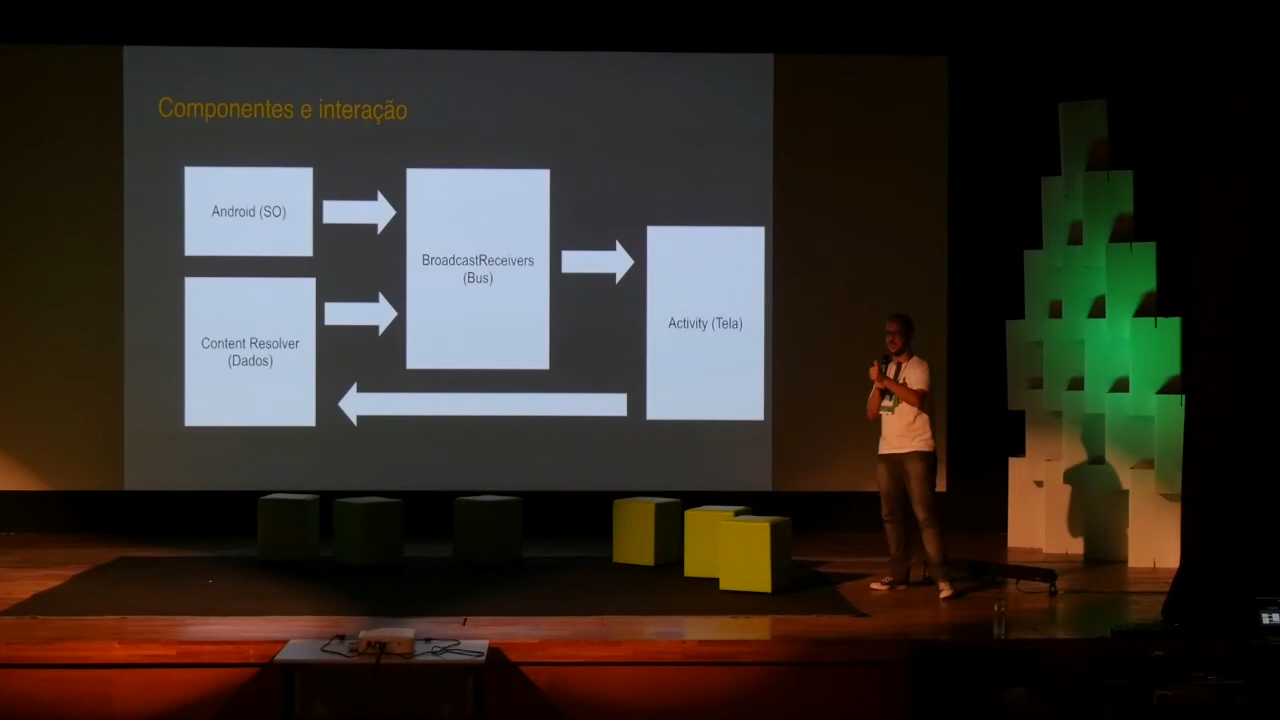 Componentes e interação
Android (SO)
BroadcastReceivers
(Bus)
Content Resolver
(Dados)
Activity (Tela)